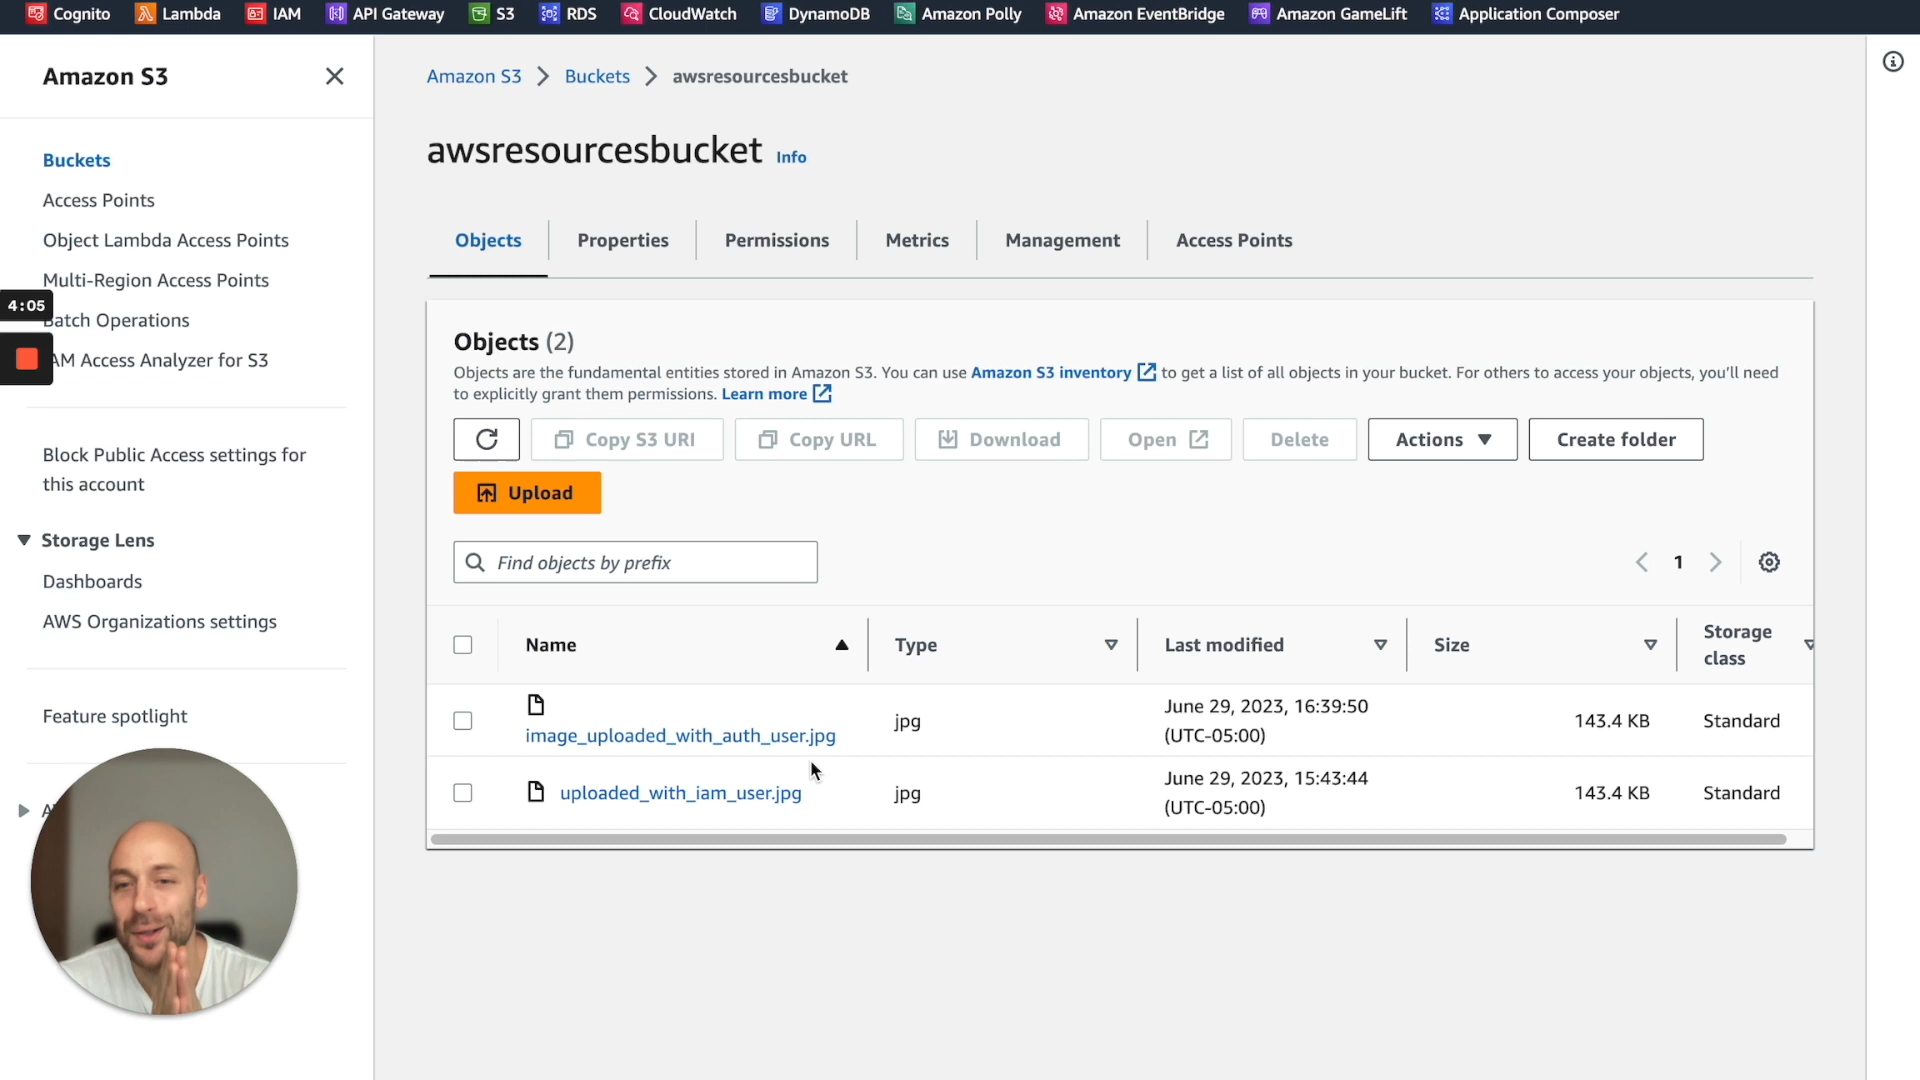 Cognito Lambda IAM API Gateway S3 RDS CloudWatch DynamoDB Amazon Polly Amazon EventBridge Amazon GameLift Application Composer
Amazon S3
Buckets
Access Points
Object Lambda Access Points
Multi-Region Access Points
4:05
Batch Operations
AM Access Analyzer for S3
Block Public Access settings for
this account
Storage Lens
Dashboards
AWS Organizations settings
Feature spotlight
Amazon S3 Buckets awsresourcesbucket
awsresourcesbucket Info
Objects Properties Permissions Metrics Management Access Points
Objects (2)
Objects are the fundamental entities stored in Amazon S3. You can use Amazon S3 inventory to get a list of all objects in your bucket. For others to access your objects, you'll need
to explicitly grant them permissions. Learn more
Copy S3 URI Copy URL Download Open Delete Actions Create folder
Upload
Find objects by prefix 1
Name Type Last modified Size Storage
class
image_uploaded_with_auth_user.jpg jpg June 29, 2023, 16:39:50
(UTC-05:00) 143.4 KB Standard
uploaded_with_iam_user.jpg jpg June 29, 2023, 15:43:44
(UTC-05:00) 143.4 KB Standard